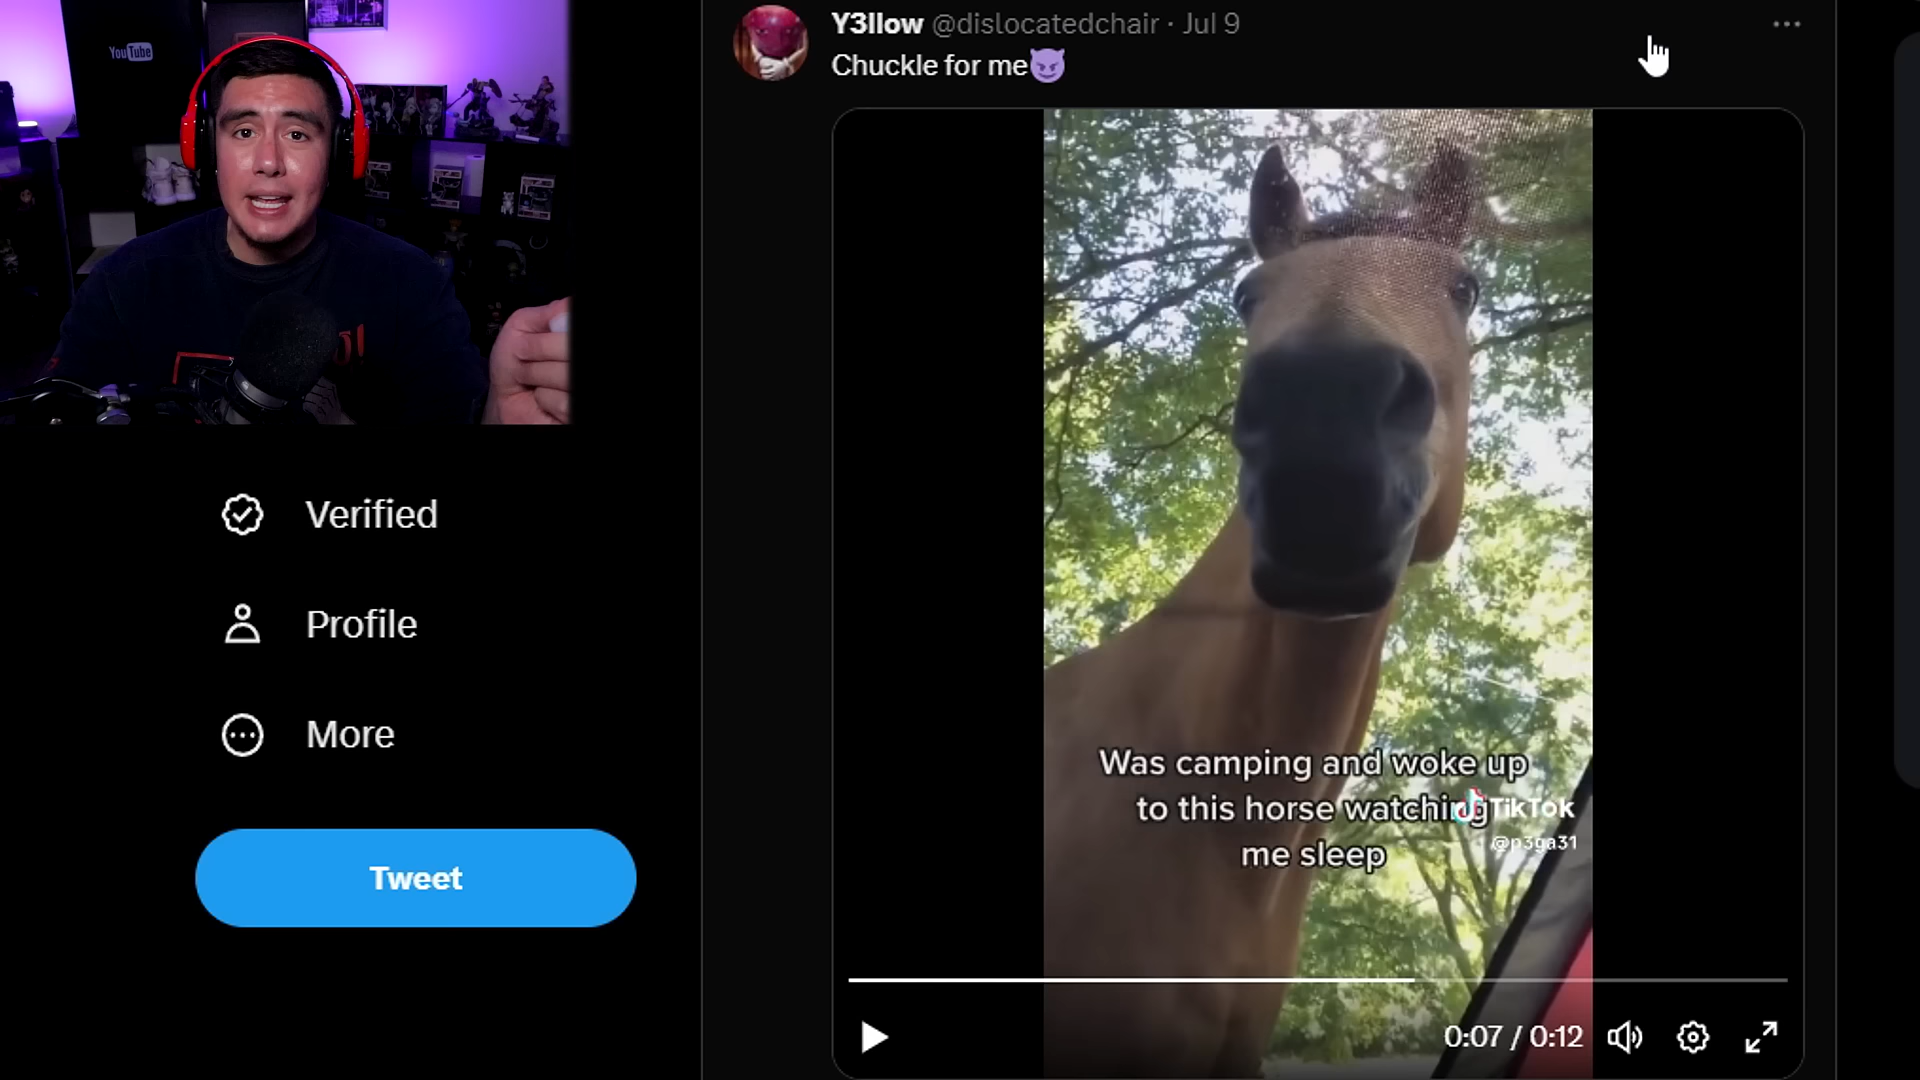 YouTube
Y3llow @dislocatedchair · Jul 9
Chuckle for me😈
Verified
Profile
More
Tweet
Was camping and woke up
to this horse watching
me sleep
TikTok
@p3ga31
0:07 / 0:12